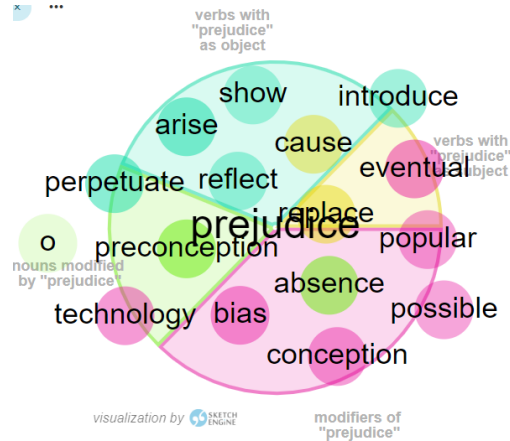 x ...
verbs with
"prejudice"
as object
show
introduce
arise
cause
verbs with
"prejudice"
as subject
eventual
perpetuate
reflect
replace
prejudice
o
preconception
popular
nouns modified
by "prejudice"
absence
technology
bias
possible
conception
visualization by SKETCH
ENGINE
modifiers of
"prejudice"